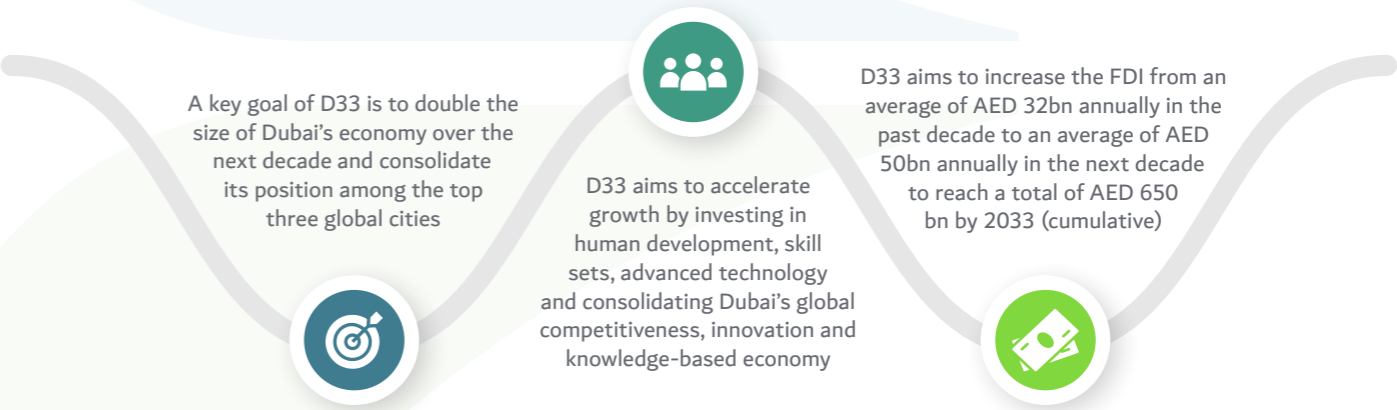 A key goal of D33 is to double the
size of Dubai’s economy over the
next decade and consolidate
its position among the top
three global cities
D33 aims to accelerate
growth by investing in
human development, skill
sets, advanced technology
and consolidating Dubai’s global
competitiveness, innovation and
knowledge-based economy
D33 aims to increase the FDI from an
average of AED 32bn annually in the
past decade to an average of AED
50bn annually in the next decade
to reach a total of AED 650
bn by 2033 (cumulative)